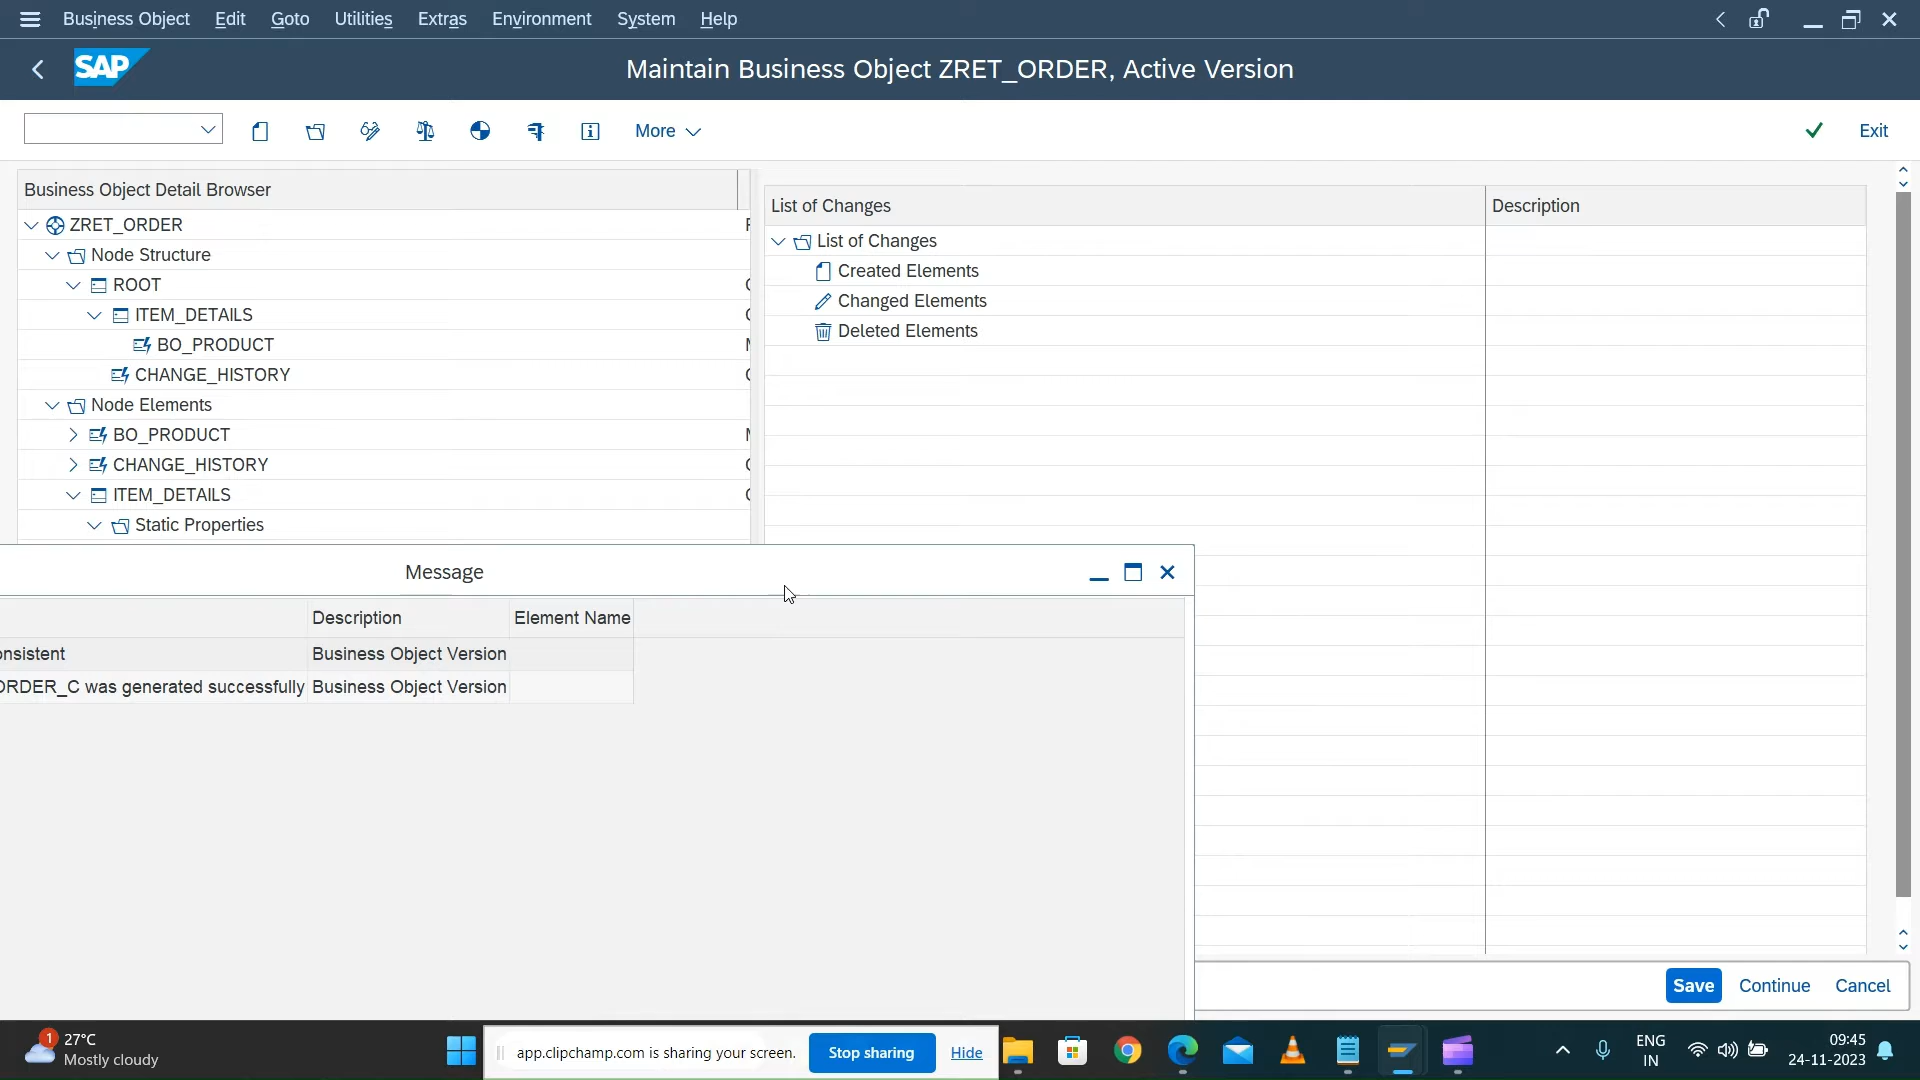 Business Object Edit Goto Utilities Extras Environment System Help
SAP
Maintain Business Object ZRET_ORDER, Active Version
More
Exit
Business Object Detail Browser
ZRET_ORDER
Node Structure
ROOT
ITEM_DETAILS
BO_PRODUCT
CHANGE_HISTORY
Node Elements
BO_PRODUCT
CHANGE_HISTORY
ITEM_DETAILS
Static Properties
List of Changes Description
List of Changes
Created Elements
Changed Elements
Deleted Elements
Message
Description Element Name
onsistent Business Object Version
ORDER_C was generated successfully Business Object Version
Save Continue Cancel
1
27°C
Mostly cloudy
app.clipchamp.com is sharing your screen. Stop sharing Hide
ENG
IN
09:45
24-11-2023